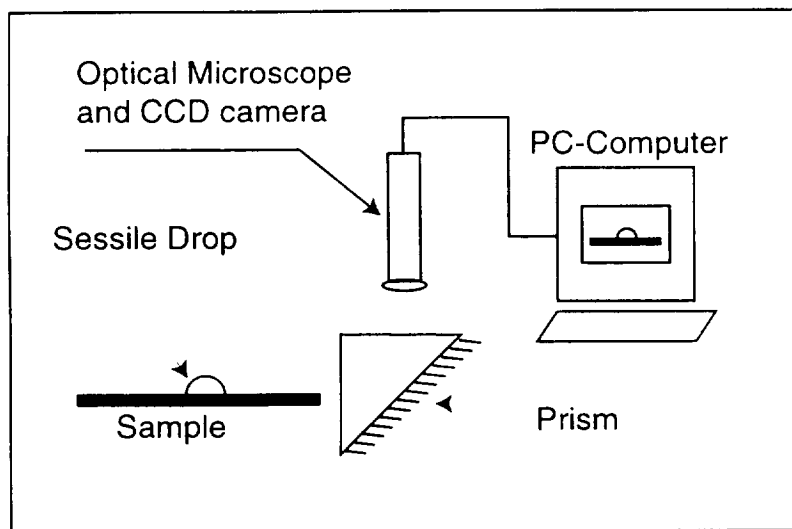 Optical Microscope
and CCD camera
PC-Computer
Sessile Drop
Sample
Prism